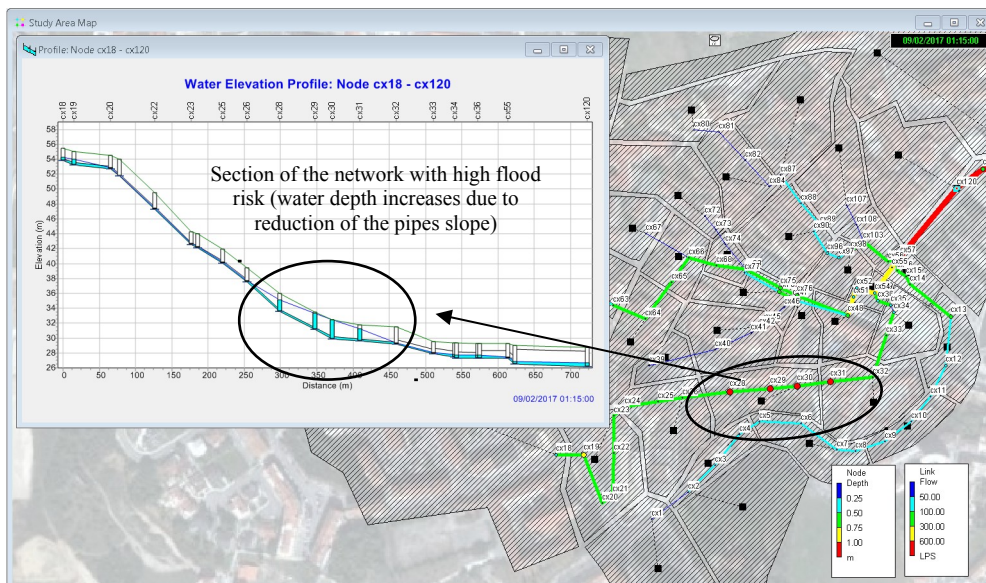 Study Area Map
09/02/2017 01:15:00
Profile: Node cx18 - cx120
Water Elevation Profile: Node cx18 - cx120
cx18
cx19
cx20
cx22
cx23
cx25
cx26
cx28
cx29
cx30
cx31
cx32
cx33
cx34
cx36
cx55
cx120
58
56
54
52
50
48
46
44
42
40
38
36
34
32
30
28
26
Elevation (m)
Section of the network with high flood
risk (water depth increases due to
reduction of the pipes slope)
0 50 100 150 200 250 300 350 400 450 500 550 600 650 700
Distance (m)
09/02/2017 01:15:00
cx80 cx81
cx82
cx87
cx84
cx88
cx107
cx89
cx90
cx108
cx103
cx98
cx97
cx120
cx72
cx73
cx74
cx67
cx68
cx69
cx77
cx75
cx76
cx46
cx65
cx63
cx64
cx42
cx41
cx40
cx49
cx51
cx52
cx54
cx55
cx57
cx14
cx13
cx35
cx33
cx12
cx11
cx10
cx9
cx8
cx7
cx6
cx5
cx4
cx3
cx2
cx1
cx32
cx31
cx30
cx29
cx28
cx25
cx24
cx23
cx22
cx21
cx20
cx19
cx18
Node
Depth
0.25
0.50
0.75
1.00
m
Link
Flow
50.00
100.00
300.00
600.00
LPS